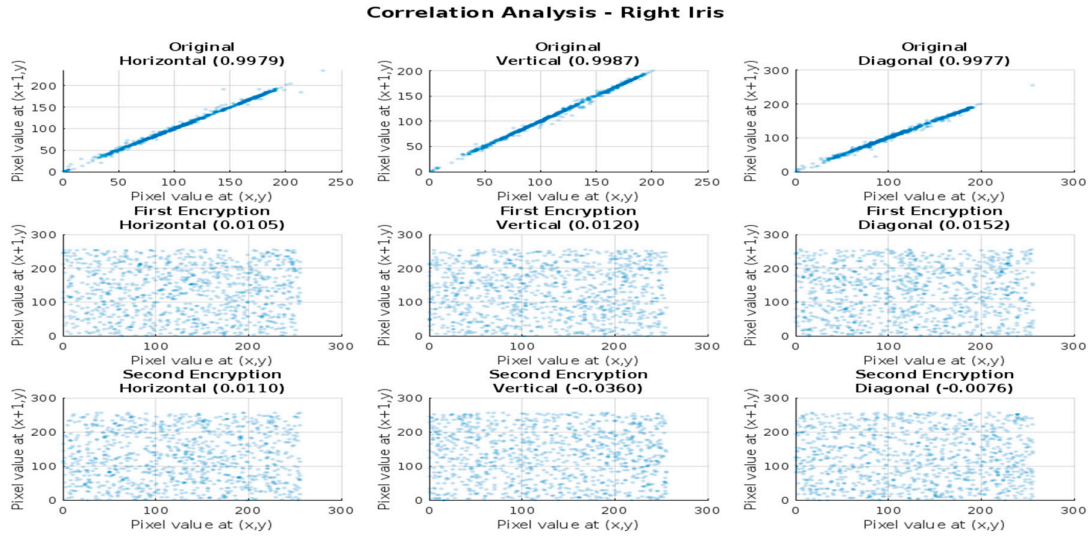 Correlation Analysis - Right Iris
Original
Horizontal (0.9979)
Pixel value at (x+1,y)
200
150
100
50
0
0 50 100 150 200 250
Pixel value at (x,y)
Original
Vertical (0.9987)
Pixel value at (x+1,y)
200
150
100
50
0
0 50 100 150 200 250
Pixel value at (x,y)
Original
Diagonal (0.9977)
Pixel value at (x+1,y)
300
200
100
0
0 100 200 300
Pixel value at (x,y)
First Encryption
Horizontal (0.0105)
Pixel value at (x+1,y)
300
200
100
0
0 100 200 300
Pixel value at (x,y)
First Encryption
Vertical (0.0120)
Pixel value at (x+1,y)
300
200
100
0
0 100 200 300
Pixel value at (x,y)
First Encryption
Diagonal (0.0152)
Pixel value at (x+1,y)
300
200
100
0
0 100 200 300
Pixel value at (x,y)
Second Encryption
Horizontal (0.0110)
Pixel value at (x+1,y)
300
200
100
0
0 100 200 300
Pixel value at (x,y)
Second Encryption
Vertical (-0.0360)
Pixel value at (x+1,y)
300
200
100
0
0 100 200 300
Pixel value at (x,y)
Second Encryption
Diagonal (-0.0076)
Pixel value at (x+1,y)
300
200
100
0
0 100 200 300
Pixel value at (x,y)